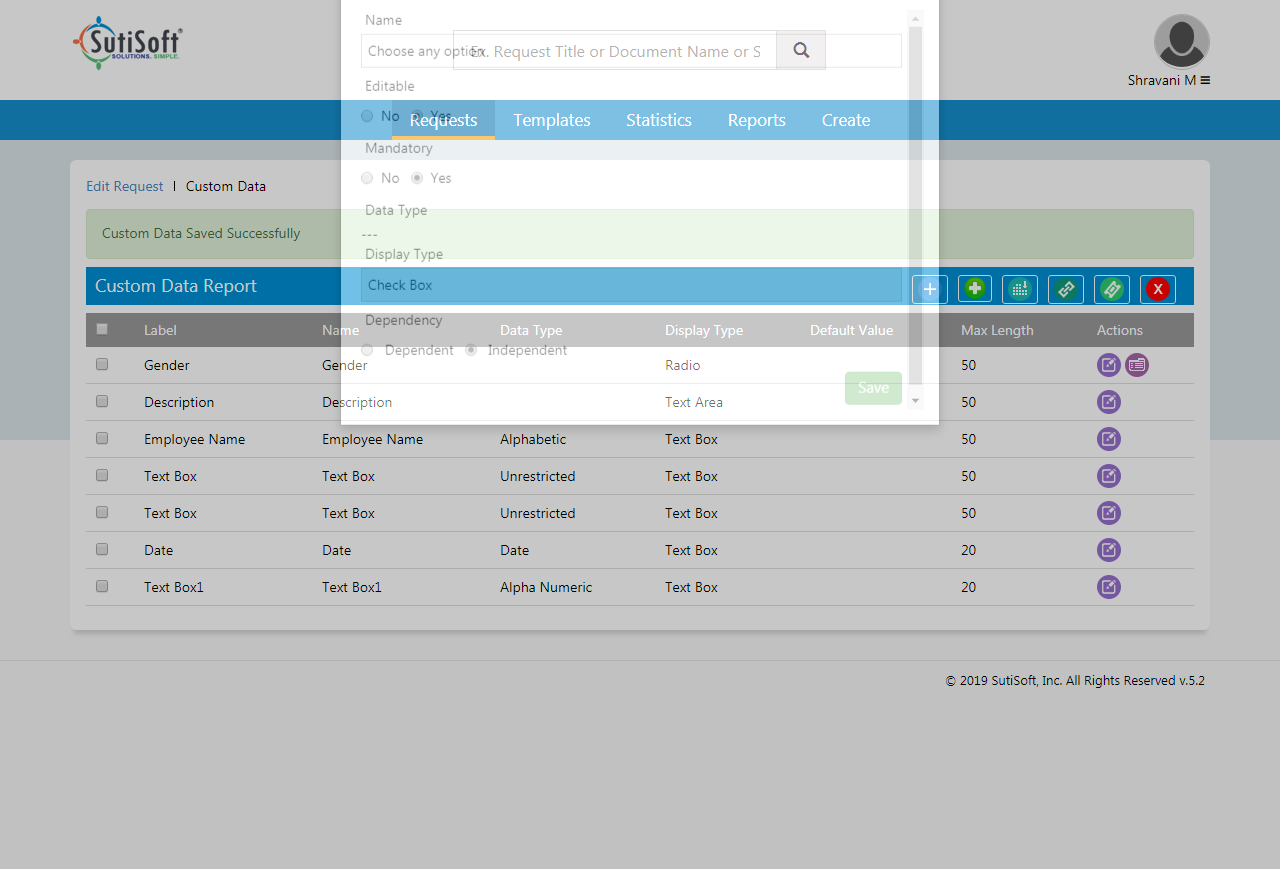 SutiSoft
SOLUTIONS. SIMPLE.
Shravani M
Name
Choose any option
Ex. Request Title or Document Name or S
Editable
No Yes
Requests Templates Statistics Reports Create
Mandatory
No Yes
Edit Request | Custom Data
Data Type
Custom Data Saved Successfully
---
Display Type
Custom Data Report Check Box X
Dependency
Label Name Data Type Display Type Default Value Max Length Actions
Dependent Independent
Gender Gender Radio 50
Save
Description Description Text Area 50
Employee Name Employee Name Alphabetic Text Box 50
Text Box Text Box Unrestricted Text Box 50
Text Box Text Box Unrestricted Text Box 50
Date Date Date Text Box 20
Text Box1 Text Box1 Alpha Numeric Text Box 20
© 2019 SutiSoft, Inc. All Rights Reserved v.5.2